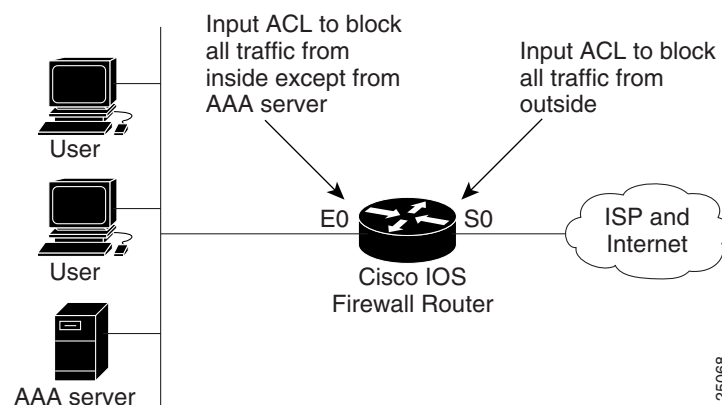 Input ACL to block
all traffic from
inside except from
AAA server
Input ACL to block
all traffic from
outside
User
E0
S0
ISP and
Internet
User
Cisco IOS
Firewall Router
AAA server
25068